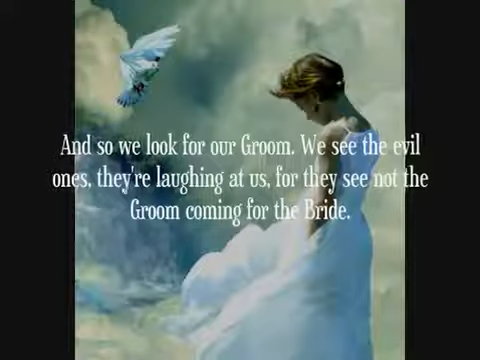 And so we look for our Groom. We see the evil
ones, they're laughing at us, for they see not the
Groom coming for the Bride.